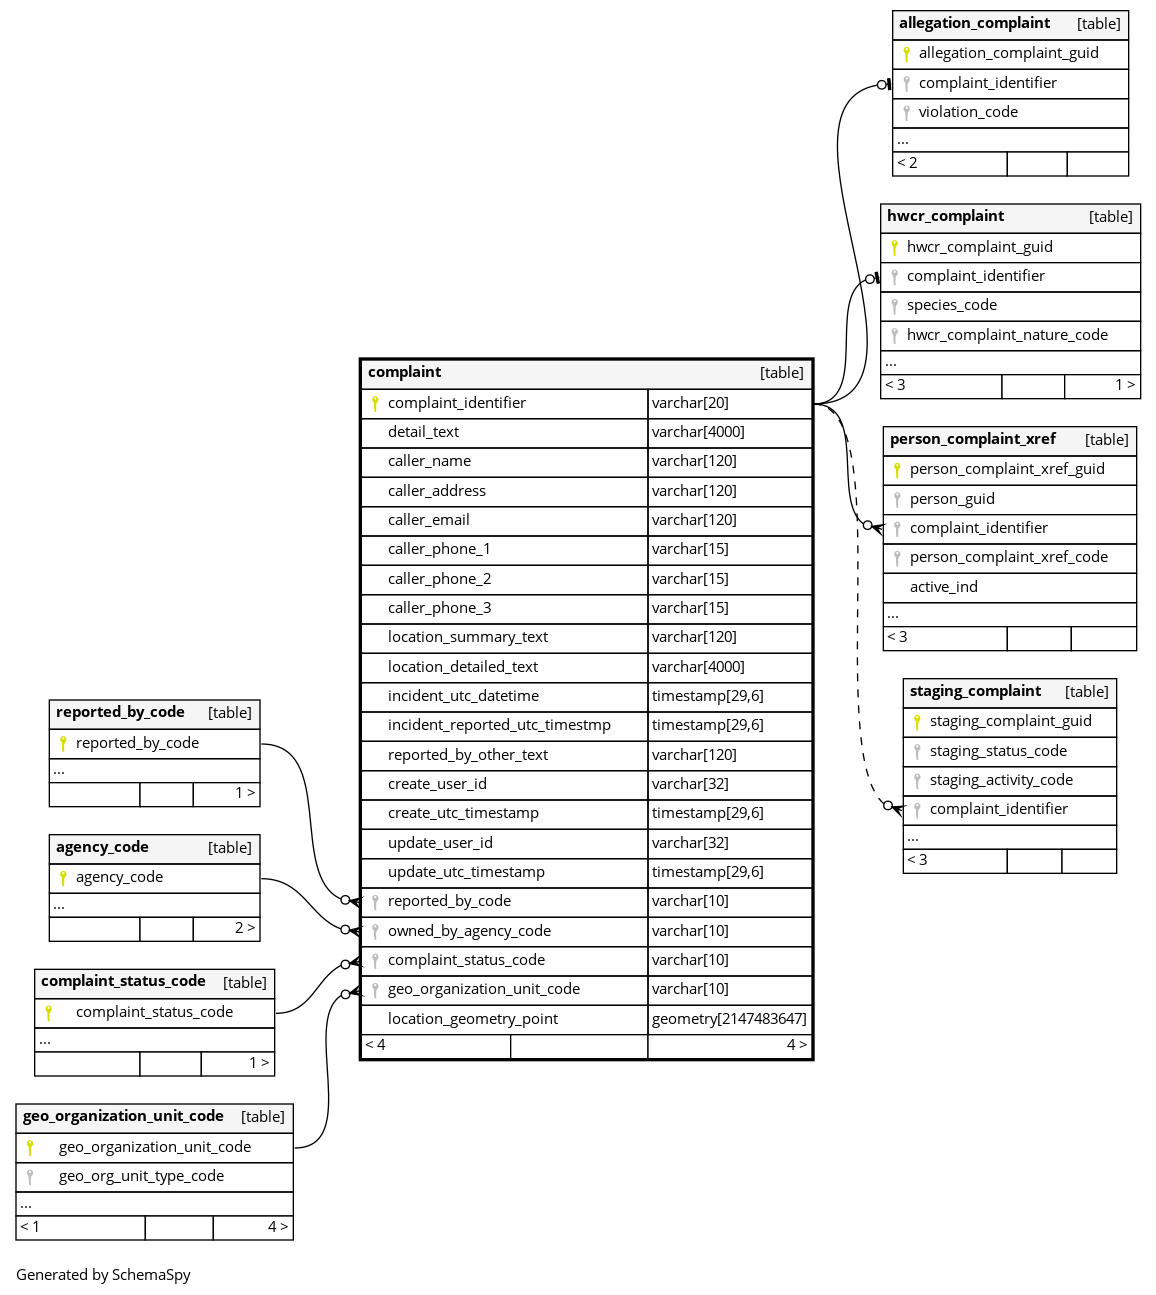 allegation_complaint [table]
allegation_complaint_guid
complaint_identifier
violation_code
...
< 2
hwcr_complaint [table]
hwcr_complaint_guid
complaint_identifier
species_code
hwcr_complaint_nature_code
...
< 3 1 >
complaint [table]
complaint_identifier varchar[20]
detail_text varchar[4000]
caller_name varchar[120]
caller_address varchar[120]
caller_email varchar[120]
caller_phone_1 varchar[15]
caller_phone_2 varchar[15]
caller_phone_3 varchar[15]
location_summary_text varchar[120]
location_detailed_text varchar[4000]
incident_utc_datetime timestamp[29,6]
incident_reported_utc_timestmp timestamp[29,6]
reported_by_other_text varchar[120]
create_user_id varchar[32]
create_utc_timestamp timestamp[29,6]
update_user_id varchar[32]
update_utc_timestamp timestamp[29,6]
reported_by_code varchar[10]
owned_by_agency_code varchar[10]
complaint_status_code varchar[10]
geo_organization_unit_code varchar[10]
location_geometry_point geometry[2147483647]
< 4 4 >
person_complaint_xref [table]
person_complaint_xref_guid
person_guid
complaint_identifier
person_complaint_xref_code
active_ind
...
< 3
staging_complaint [table]
staging_complaint_guid
staging_status_code
staging_activity_code
complaint_identifier
...
< 3
reported_by_code [table]
reported_by_code
...
1 >
agency_code [table]
agency_code
...
2 >
complaint_status_code [table]
complaint_status_code
...
1 >
geo_organization_unit_code [table]
geo_organization_unit_code
geo_org_unit_type_code
...
< 1 4 >
Generated by SchemaSpy